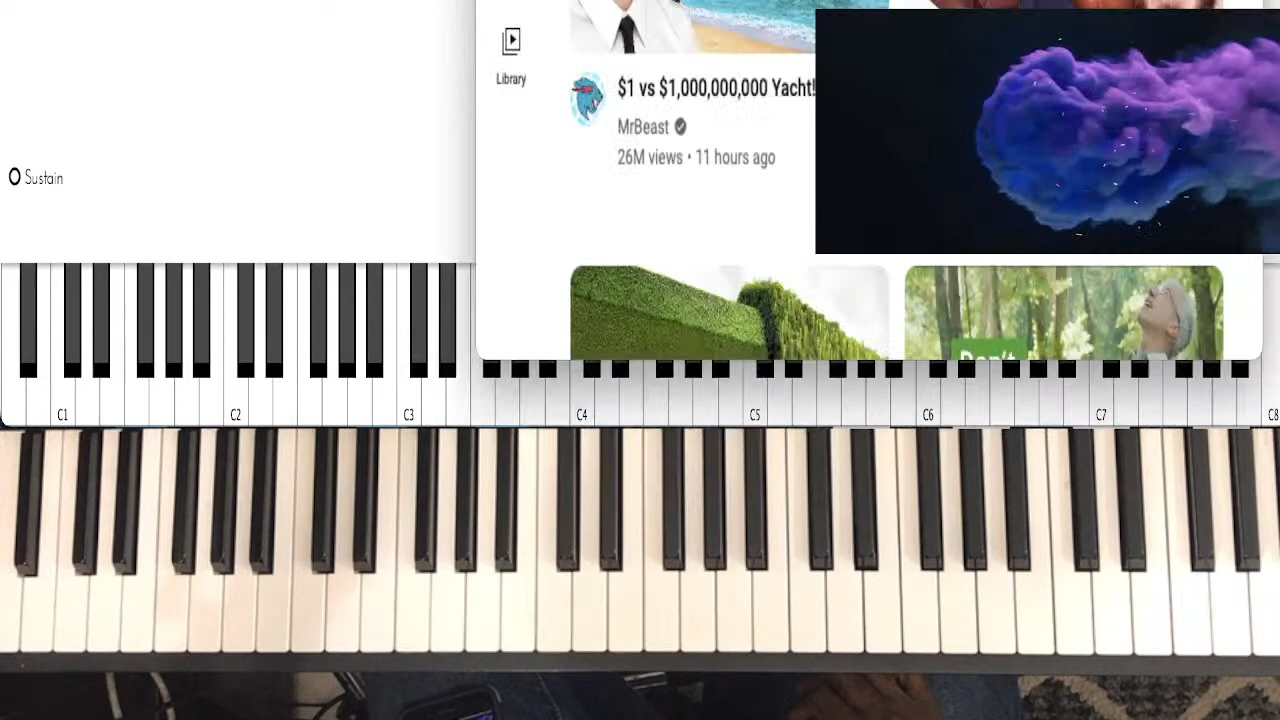 Library
$1 vs $1,000,000,000 Yacht!
MrBeast
26M views • 11 hours ago
Sustain
Don't
C1 C2 C3 C4 C5 C6 C7 C8